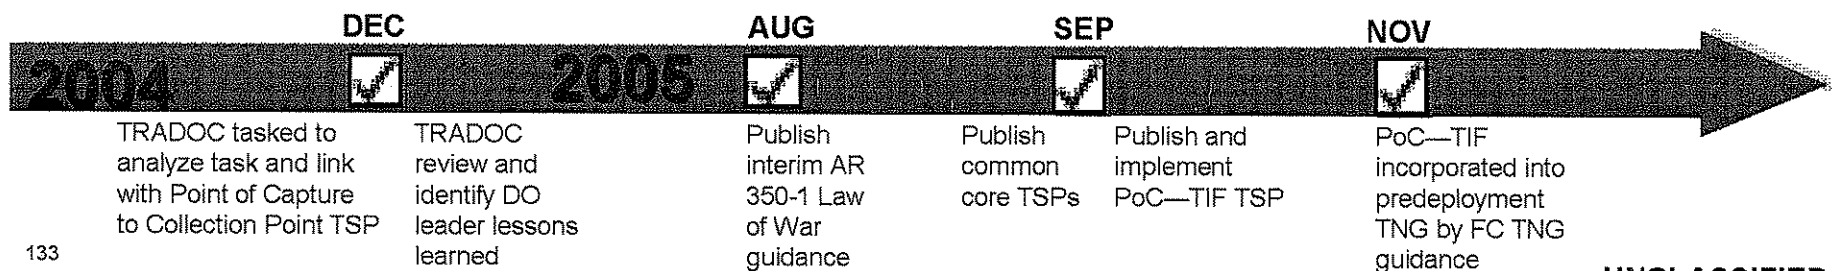 DEC
AUG
SEP
NOV
2004
2005
TRADOC tasked to
analyze task and link
with Point of Capture
to Collection Point TSP
TRADOC
review and
identify DO
leader lessons
learned
Publish
interim AR
350-1 Law
of War
guidance
Publish
common
core TSPs
Publish and
implement
PoC—TIF TSP
PoC—TIF
incorporated into
predeployment
TNG by FC TNG
guidance
133
UNCLASSIFIED